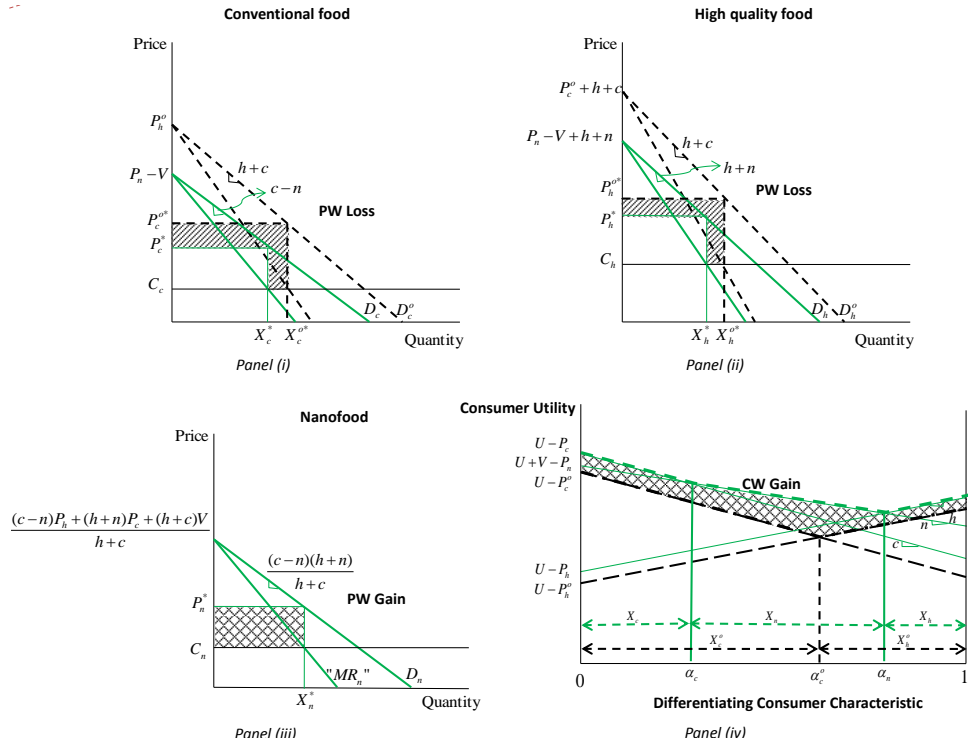 Conventional food
Price
P_h^o
h+c
P_n−V
c−n
PW Loss
P_c^{o*}
P_c^*
C_c
D_c
D_c^o
X_c^*
X_c^{o*}
Quantity
Panel (i)
High quality food
Price
P_c^o+h+c
h+c
P_n−V+h+n
h+n
PW Loss
P_h^{o*}
P_h^*
C_h
D_h
D_h^o
X_h^*
X_h^{o*}
Quantity
Panel (ii)
Nanofood
Price
(c−n)P_h+(h+n)P_c+(h+c)V
h+c
(c−n)(h+n)
h+c
PW Gain
P_n^*
C_n
"MR_n"
D_n
X_n^*
Quantity
Panel (iii)
Consumer Utility
U−P_c
U+V−P_n
U−P_c^o
CW Gain
n
h
c
U−P_h
U−P_h^o
X_c
X_n
X_h
X_c^o
X_h^o
0
α_c
α_c^o
α_n
1
Differentiating Consumer Characteristic
Panel (iv)